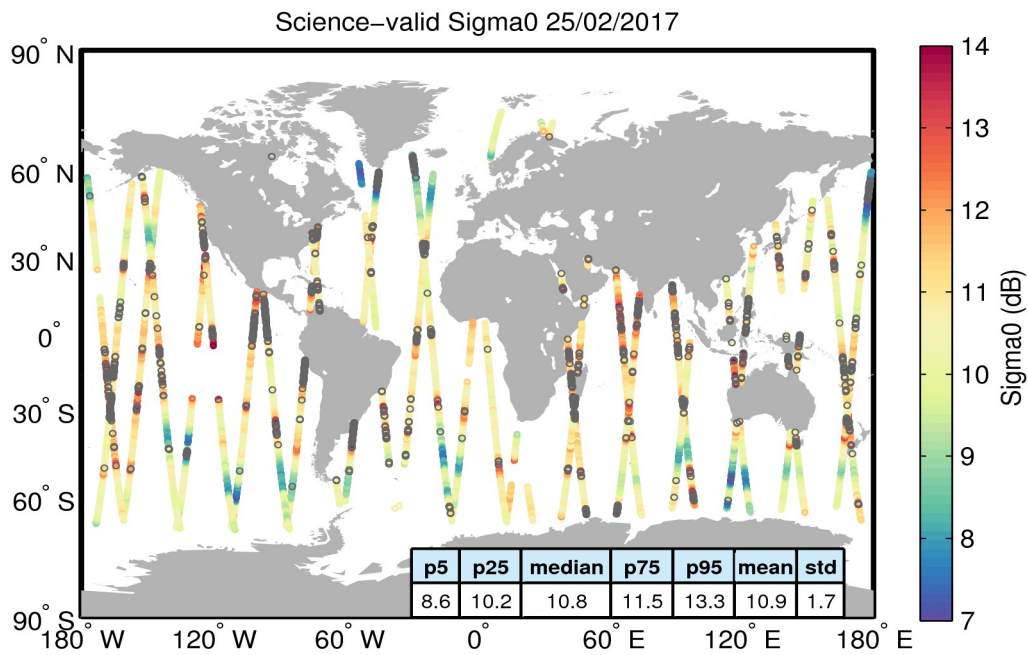 Science−valid Sigma0 25/02/2017
90° N
60° N
30° N
0°
30° S
60° S
90° S
180° W
120° W
60° W
0°
60° E
120° E
180° E
p5 p25 median p75 p95 mean std
8.6 10.2 10.8 11.5 13.3 10.9 1.7
14
13
12
11
10
9
8
7
Sigma0 (dB)